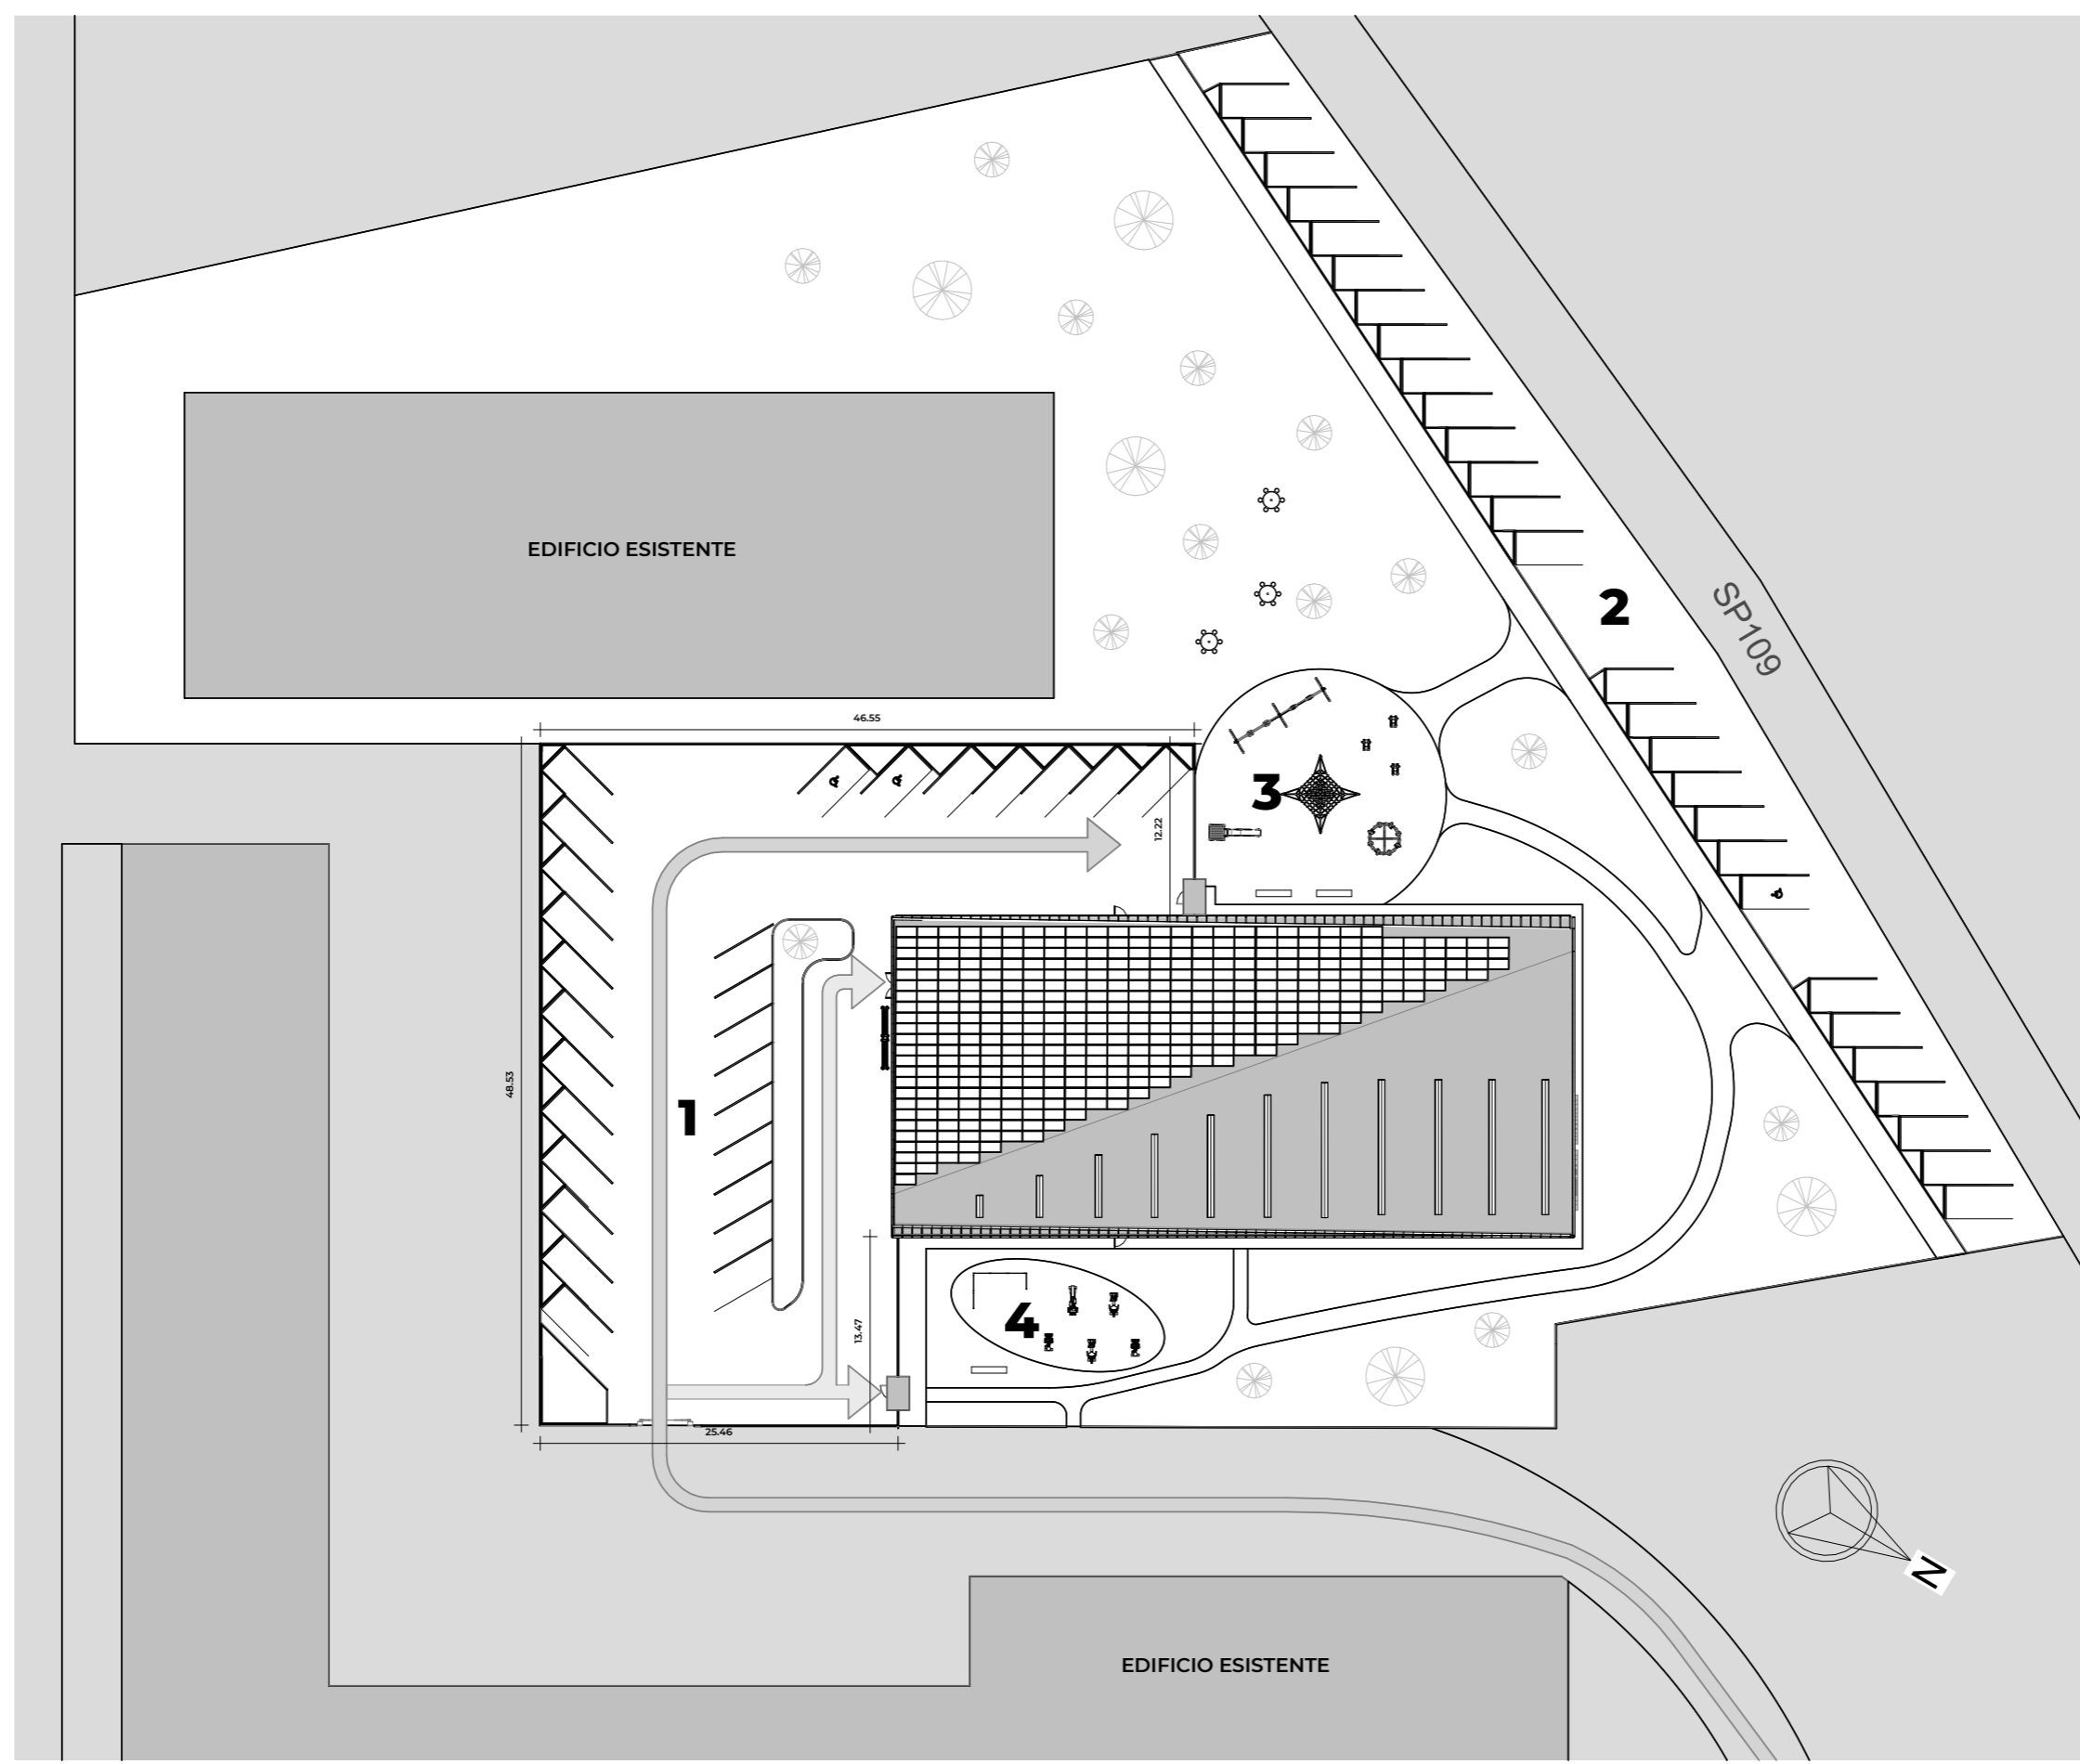 EDIFICIO ESISTENTE
2
SP109
46.55
3
12.22
48.53
1
4
13.47
25.46
N
EDIFICIO ESISTENTE